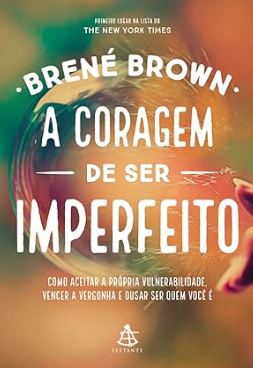 PRIMEIRO LUGAR NA LISTA DO
THE NEW YORK TIMES
· BRENÉ BROWN ·
A CORAGEM
DE SER
IMPERFEITO
COMO ACEITAR A PRÓPRIA VULNERABILIDADE,
VENCER A VERGONHA E OUSAR SER QUEM VOCÊ É
SEXTANTE